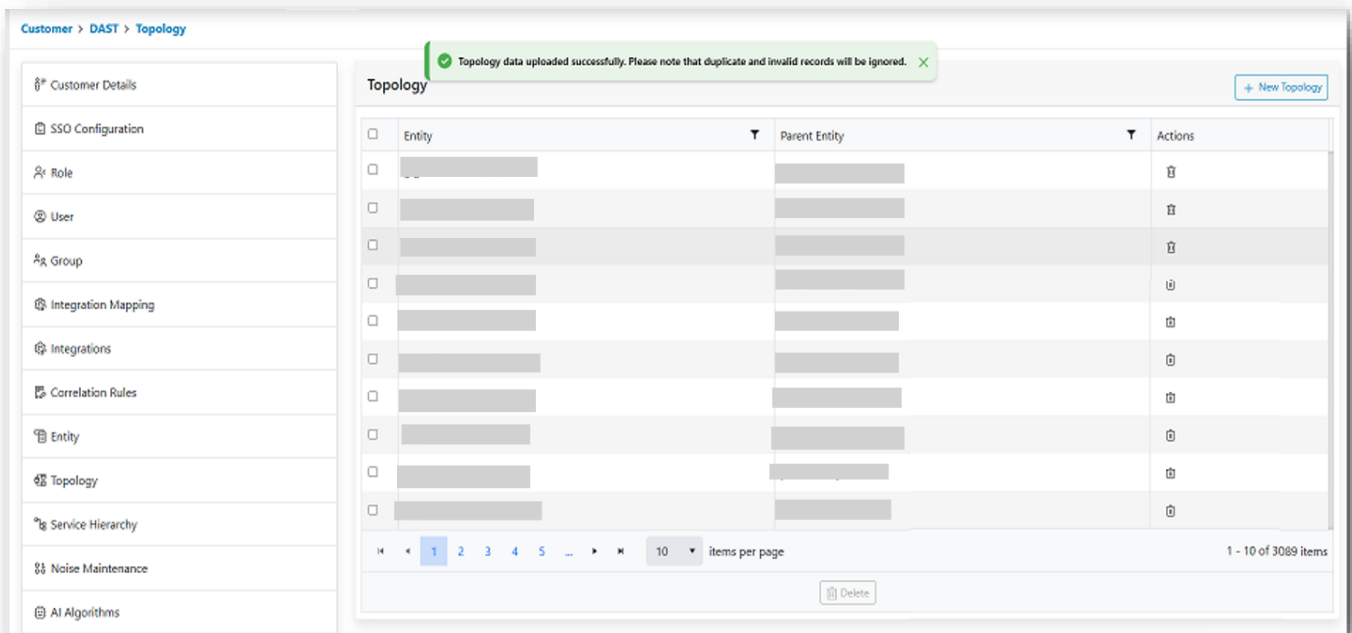 Customer > DAST > Topology
Topology data uploaded successfully. Please note that duplicate and invalid records will be ignored.
Customer Details
SSO Configuration
Role
User
Group
Integration Mapping
Integrations
Correlation Rules
Entity
Topology
Service Hierarchy
Noise Maintenance
AI Algorithms
Topology
+ New Topology
Entity Parent Entity Actions
1 2 3 4 5 ... 10 items per page 1 - 10 of 3089 items
Delete